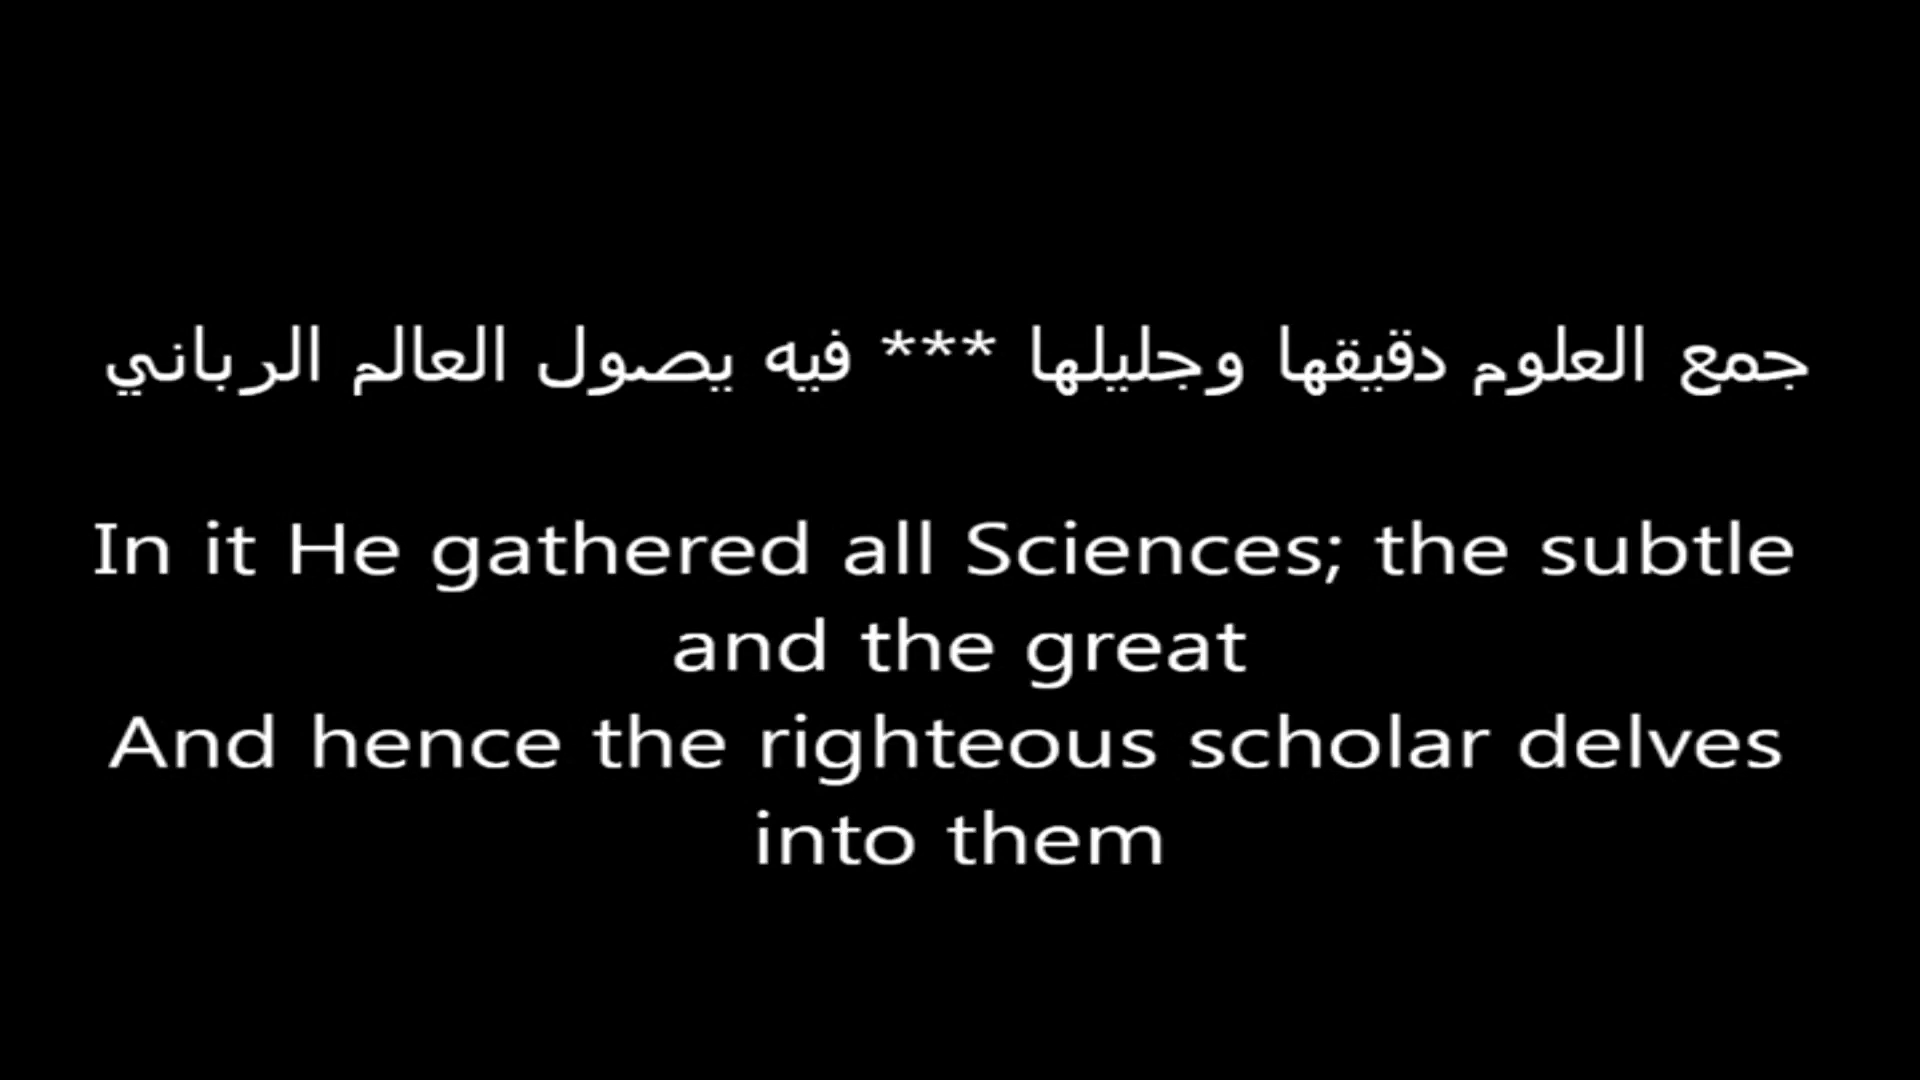 جمع العلوم دقيقها وجليلها *** فيه يصول العالم الرباني
In it He gathered all Sciences; the subtle
and the great
And hence the righteous scholar delves
into them